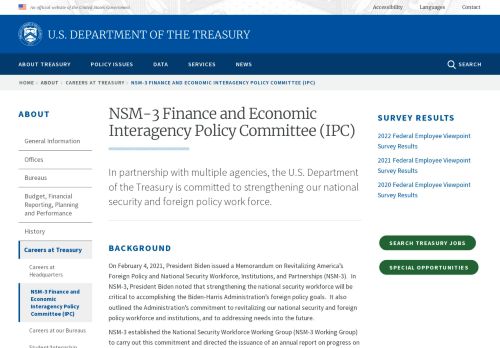 An official website of the United States Government
Accessibility Languages Contact
U.S. DEPARTMENT OF THE TREASURY
ABOUT TREASURY POLICY ISSUES DATA SERVICES NEWS SEARCH
HOME › ABOUT › CAREERS AT TREASURY › NSM-3 FINANCE AND ECONOMIC INTERAGENCY POLICY COMMITTEE (IPC)
ABOUT
General Information
Offices
Bureaus
Budget, Financial
Reporting, Planning
and Performance
History
Careers at Treasury
Careers at
Headquarters
NSM-3 Finance and
Economic
Interagency Policy
Committee (IPC)
Careers at our Bureaus
Student/Internship
NSM-3 Finance and Economic
Interagency Policy Committee (IPC)
In partnership with multiple agencies, the U.S. Department
of the Treasury is committed to strengthening our national
security and foreign policy work force.
BACKGROUND
On February 4, 2021, President Biden issued a Memorandum on Revitalizing America's
Foreign Policy and National Security Workforce, Institutions, and Partnerships (NSM-3). In
NSM-3, President Biden noted that strengthening the national security workforce will be
critical to accomplishing the Biden-Harris Administration's foreign policy goals. It also
outlined the Administration's commitment to revitalizing our national security and foreign
policy workforce and institutions, and to addressing needs into the future.
NSM-3 established the National Security Workforce Working Group (NSM-3 Working Group)
to carry out this commitment and directed the issuance of an annual report on progress on
SURVEY RESULTS
2022 Federal Employee Viewpoint
Survey Results
2021 Federal Employee Viewpoint
Survey Results
2020 Federal Employee Viewpoint
Survey Results
SEARCH TREASURY JOBS
SPECIAL OPPORTUNITIES